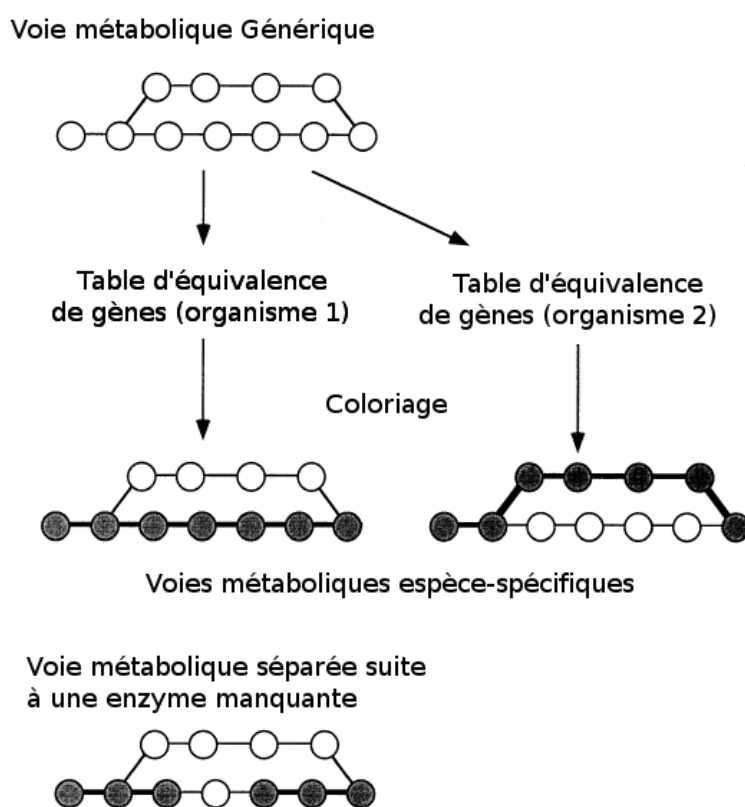 Voie métabolique Générique
Table d'équivalence
de gènes (organisme 1)
Table d'équivalence
de gènes (organisme 2)
Coloriage
Voies métaboliques espèce-spécifiques
Voie métabolique séparée suite
à une enzyme manquante